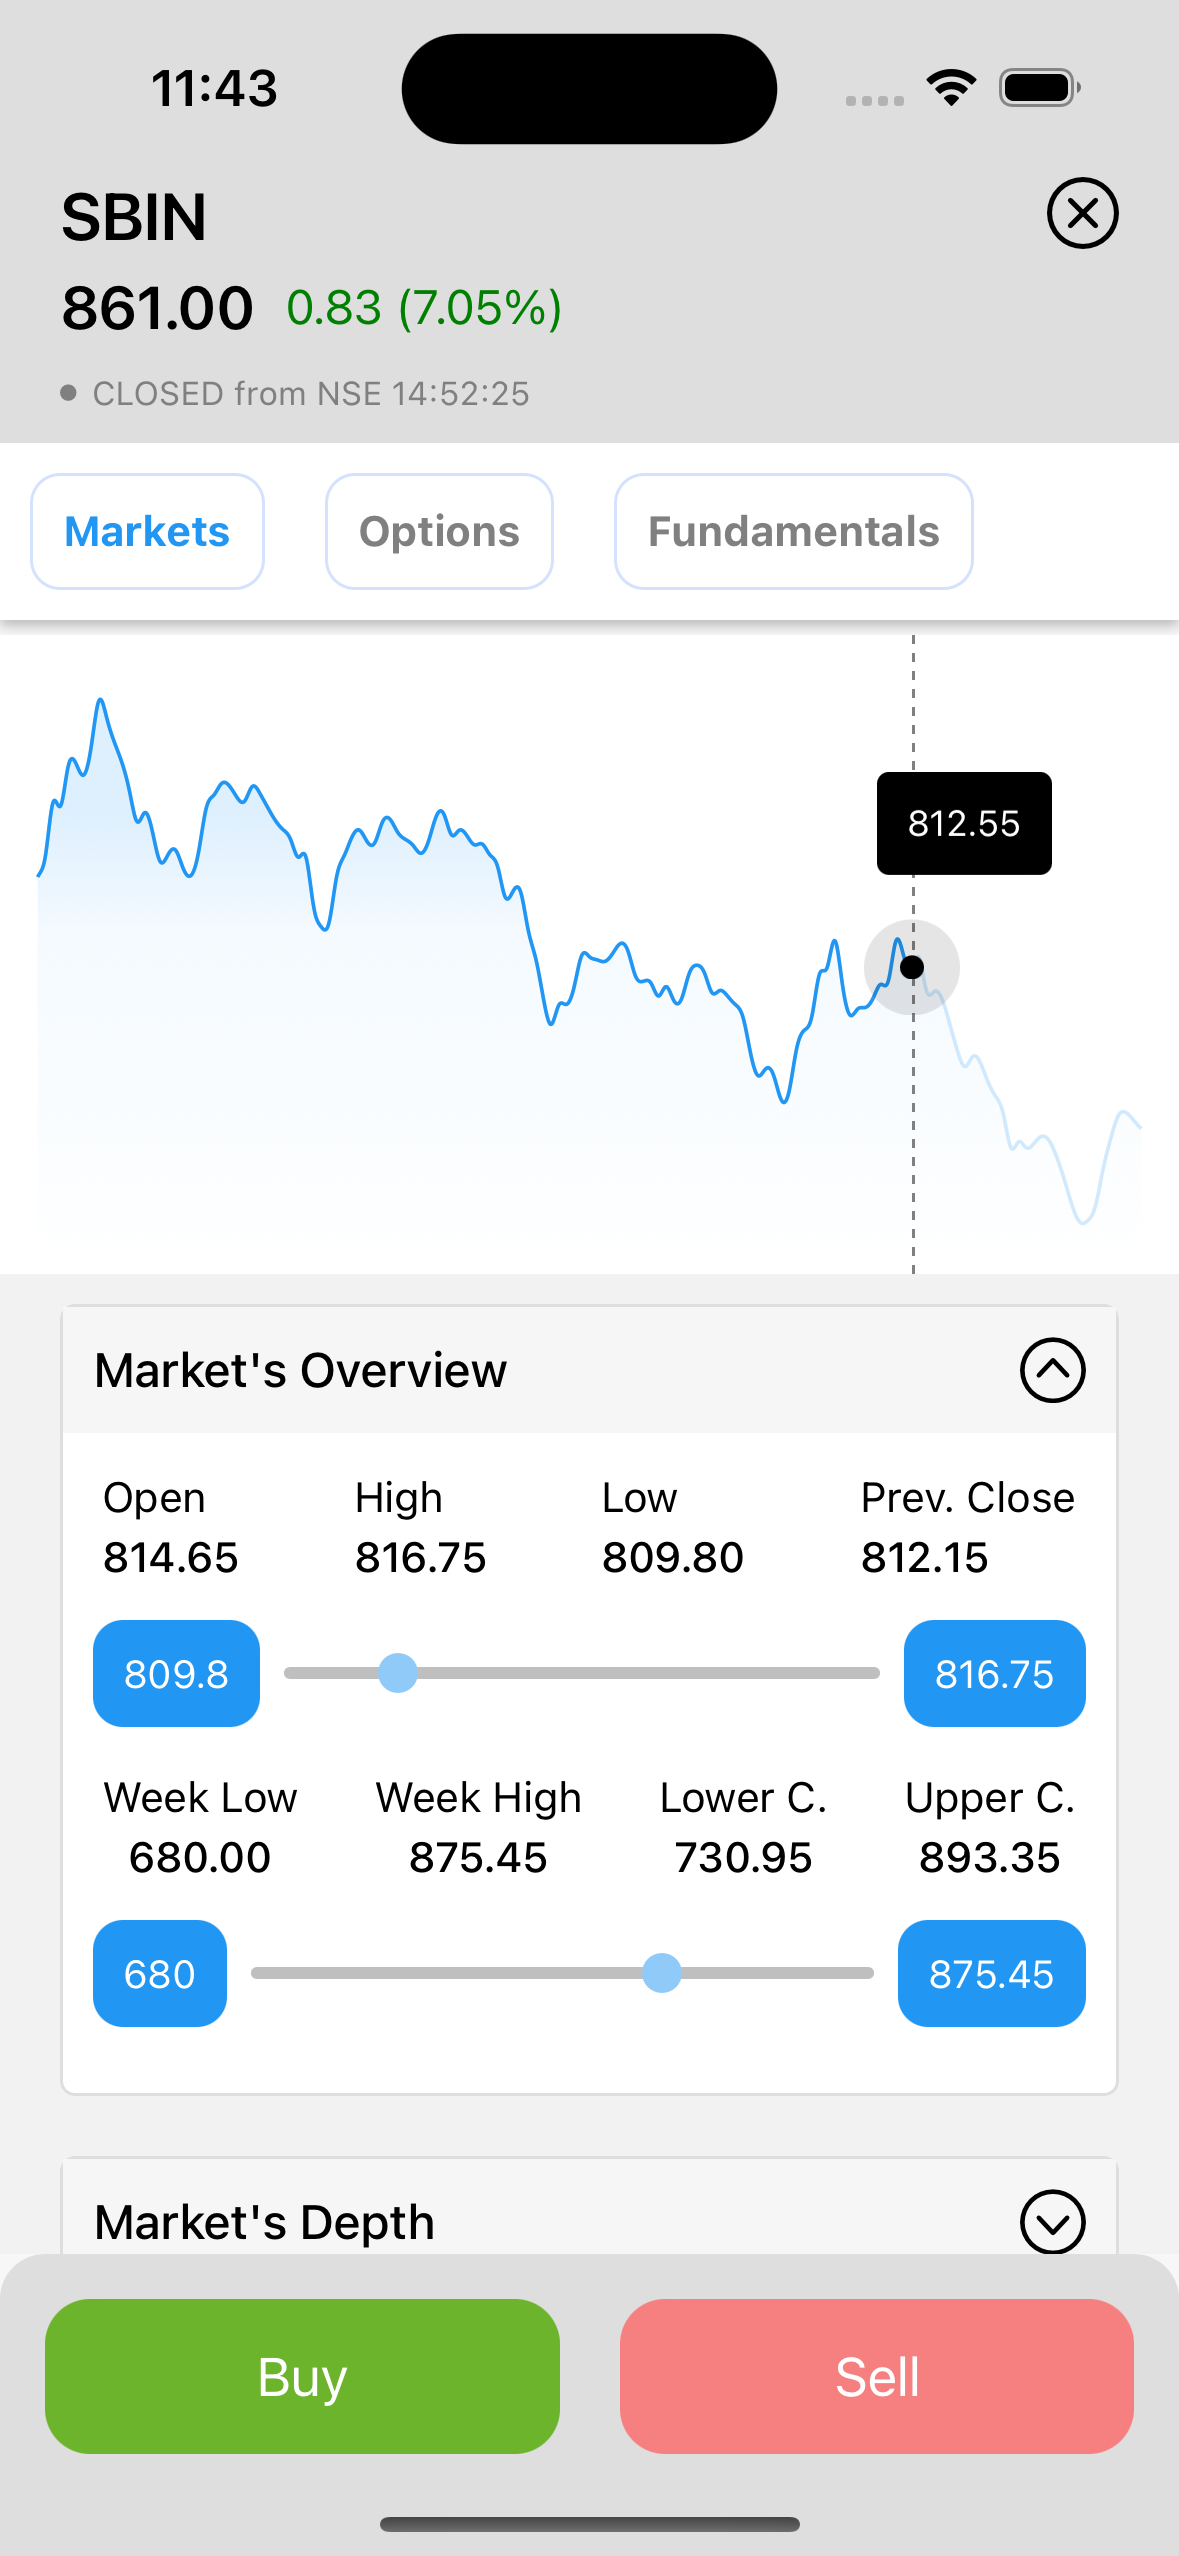 11:43
SBIN
861.00 0.83 (7.05%)
CLOSED from NSE 14:52:25
Markets Options Fundamentals
812.55
Market's Overview
Open High Low Prev. Close
814.65 816.75 809.80 812.15
809.8 816.75
Week Low Week High Lower C. Upper C.
680.00 875.45 730.95 893.35
680 875.45
Market's Depth
Buy Sell